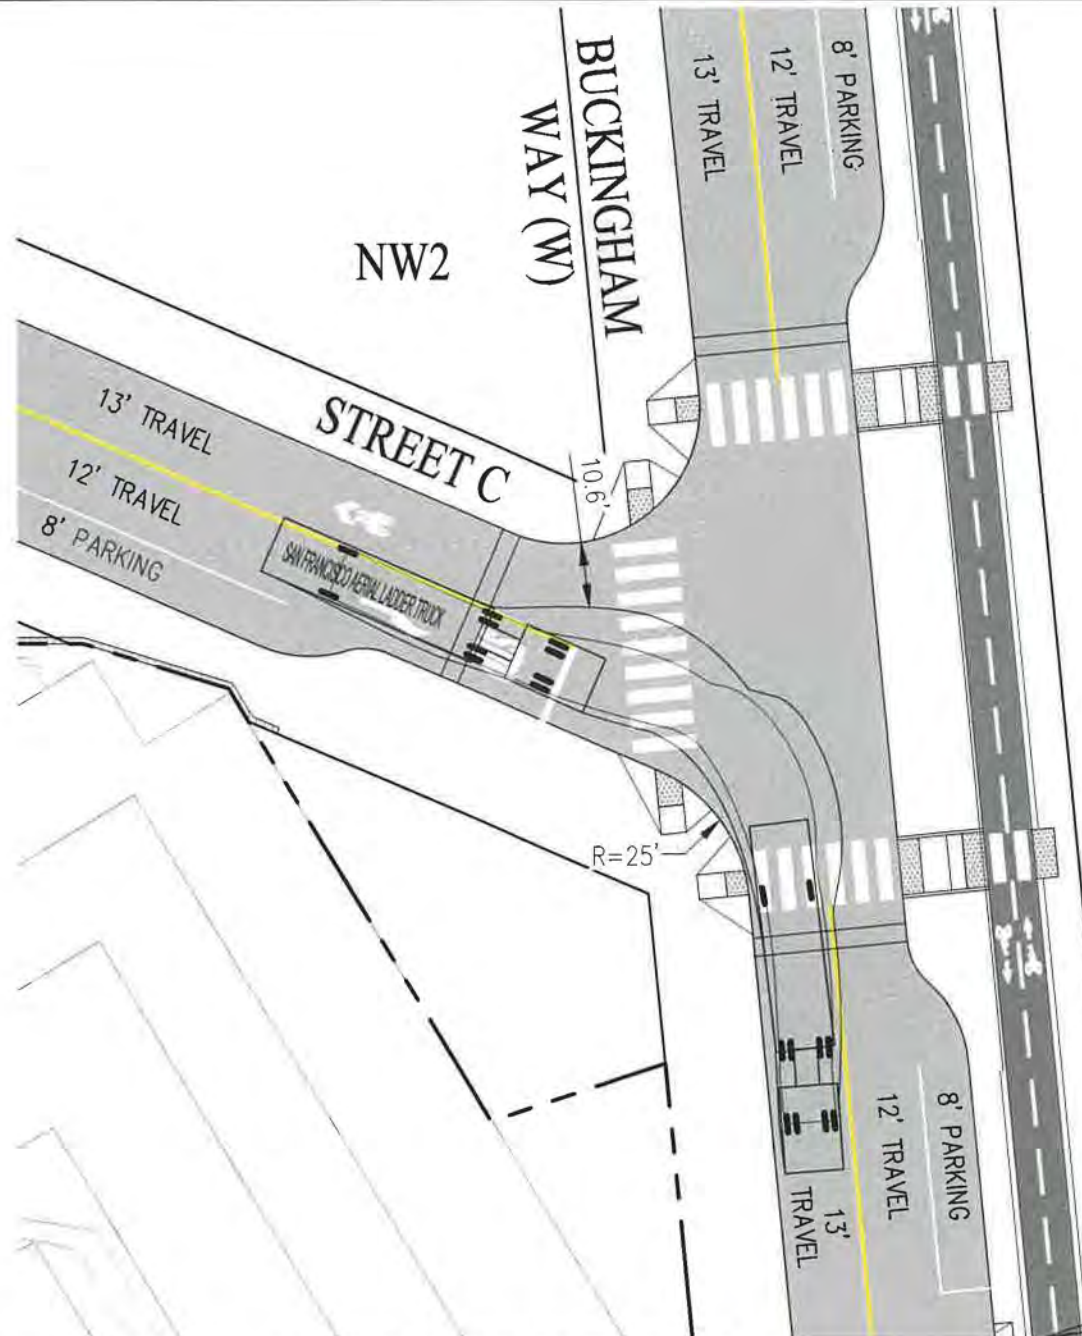 8' PARKING
12' TRAVEL
13' TRAVEL
BUCKINGHAM
WAY (W)
NW2
STREET C
13' TRAVEL
12' TRAVEL
8' PARKING
10.6'
SAN FRANCISCO AERIAL LADDER TRUCK
R=25'
8' PARKING
12' TRAVEL
13'
TRAVEL